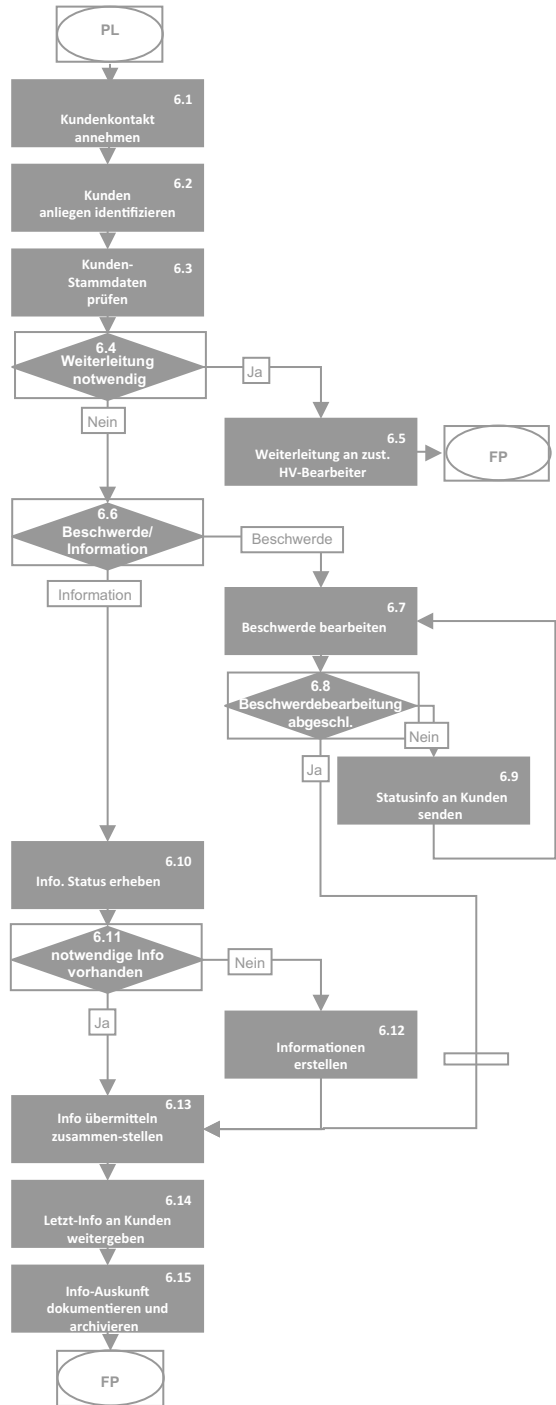 PL
6.1
Kundenkontakt
annehmen
6.2
Kunden
anliegen identifizieren
6.3
Kunden-
Stammdaten
prüfen
6.4
Weiterleitung
notwendig
Ja
Nein
6.5
Weiterleitung an zust.
HV-Bearbeiter
FP
6.6
Beschwerde/
Information
Beschwerde
Information
6.7
Beschwerde bearbeiten
6.8
Beschwerdebearbeitung
abgeschl.
Nein
Ja
6.9
Statusinfo an Kunden
senden
6.10
Info. Status erheben
6.11
notwendige Info
vorhanden
Nein
Ja
6.12
Informationen
erstellen
6.13
Info übermitteln
zusammen-stellen
6.14
Letzt-Info an Kunden
weitergeben
6.15
Info-Auskunft
dokumentieren und
archivieren
FP